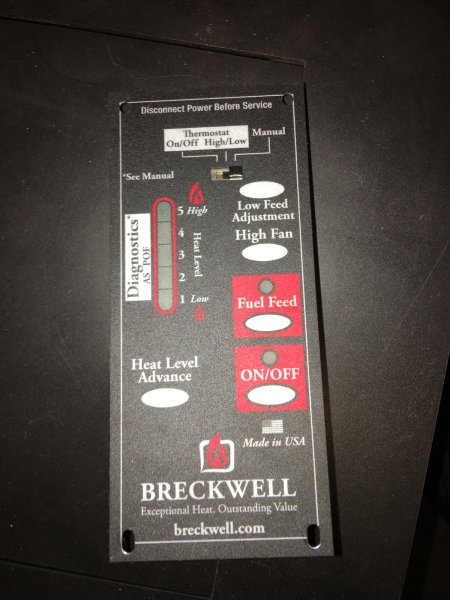 Disconnect Power Before Service
Thermostat
On/Off High/Low
Manual
*See Manual
Low Feed
Adjustment
High Fan
Diagnostics*
AS POF
5 High
4
3
2
1 Low
Heat Level
Fuel Feed
Heat Level
Advance
ON/OFF
Made in USA
BRECKWELL
Exceptional Heat, Outstanding Value
breckwell.com